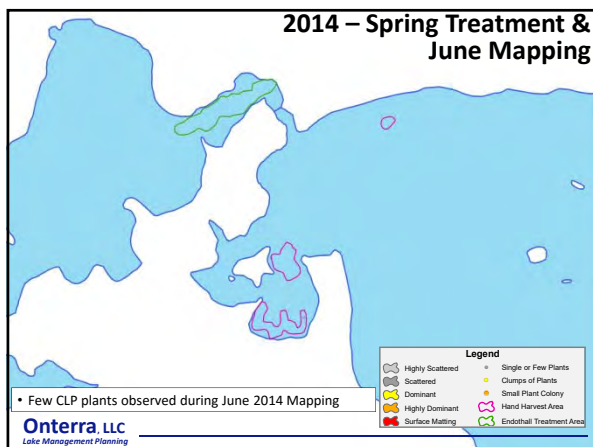 2014 – Spring Treatment &
June Mapping
Legend
Highly Scattered
Scattered
Dominant
Highly Dominant
Surface Matting
Single or Few Plants
Clumps of Plants
Small Plant Colony
Hand Harvest Area
Endothall Treatment Area
• Few CLP plants observed during June 2014 Mapping
Onterra, LLC
Lake Management Planning